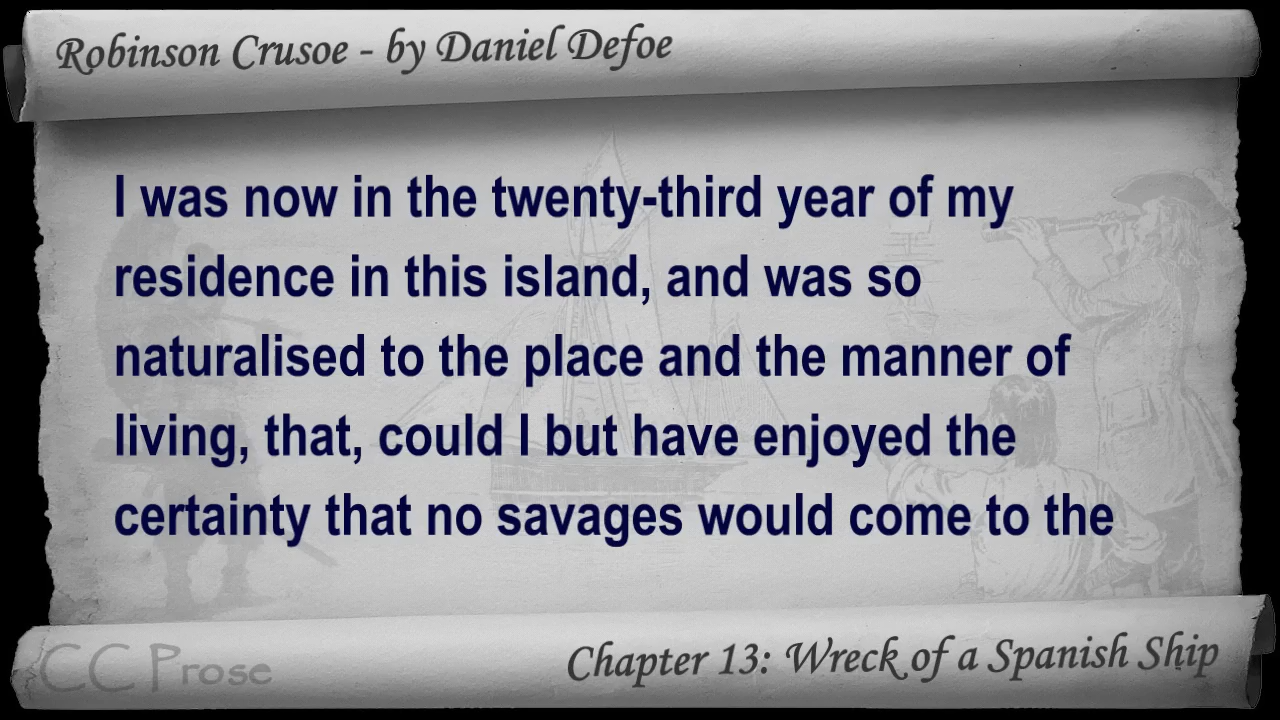 Robinson Crusoe - by Daniel Defoe
I was now in the twenty-third year of my
residence in this island, and was so
naturalised to the place and the manner of
living, that, could I but have enjoyed the
certainty that no savages would come to the
CC Prose
Chapter 13: Wreck of a Spanish Ship